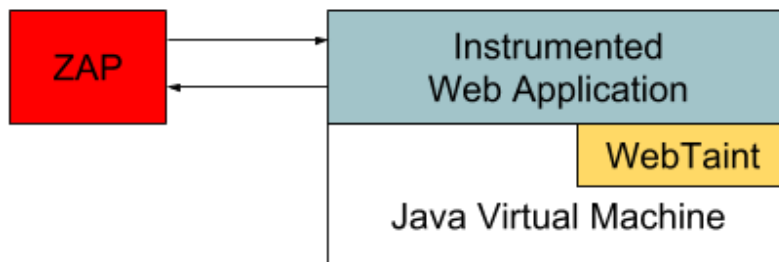 ZAP
Instrumented
Web Application
WebTaint
Java Virtual Machine